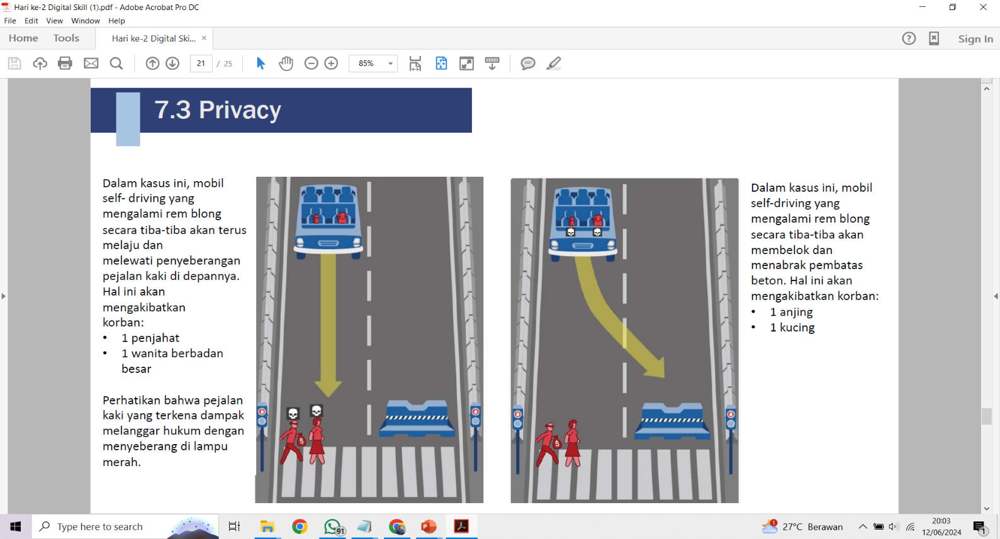 Hari ke-2 Digital Skill (1).pdf - Adobe Acrobat Pro DC
File Edit View Window Help
Home Tools Hari ke-2 Digital Ski... × Sign In
21 / 25 85%
7.3 Privacy
Dalam kasus ini, mobil
self- driving yang
mengalami rem blong
secara tiba-tiba akan terus
melaju dan
melewati penyeberangan
pejalan kaki di depannya.
Hal ini akan
mengakibatkan
korban:
• 1 penjahat
• 1 wanita berbadan
besar
Perhatikan bahwa pejalan
kaki yang terkena dampak
melanggar hukum dengan
menyeberang di lampu
merah.
$
$
Dalam kasus ini, mobil
self-driving yang
mengalami rem blong
secara tiba-tiba akan
membelok dan
menabrak pembatas
beton. Hal ini akan
mengakibatkan korban:
• 1 anjing
• 1 kucing
Type here to search
91
1
27°C Berawan
20:03
12/06/2024
1